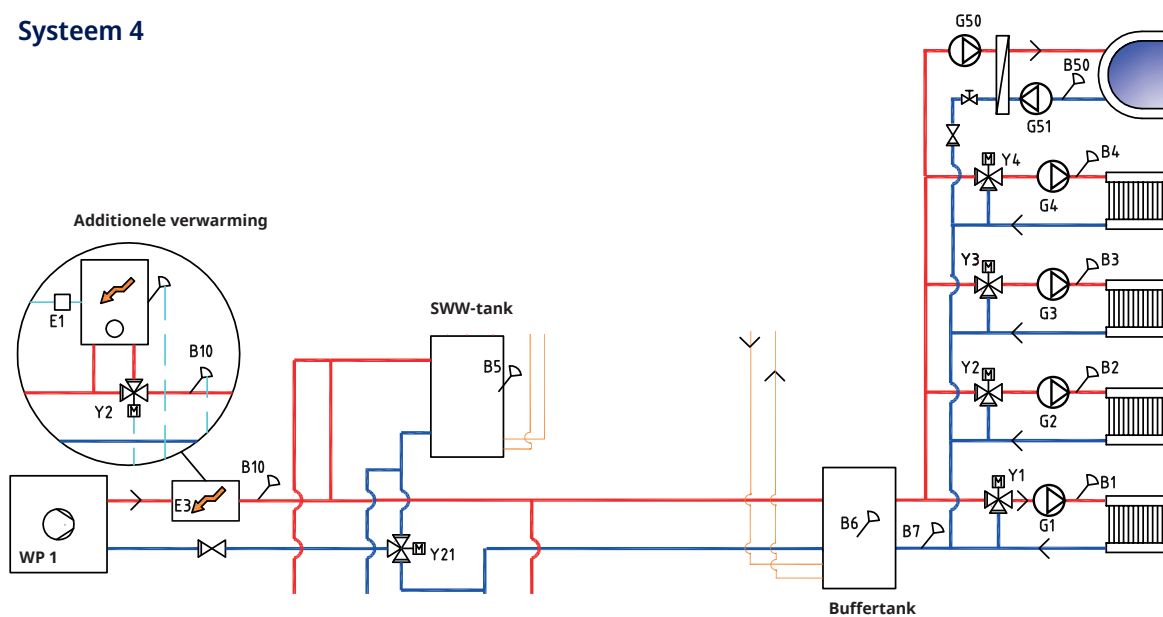 Systeem 4
G50
B50
G51
Y4
B4
G4
Additionele verwarming
Y3
B3
G3
E1
B10
Y2
M
SWW-tank
B5
Y2
B2
G2
B10
E3
WP 1
M
Y21
B6
B7
Y1
B1
G1
M
M
M
M
Buffertank